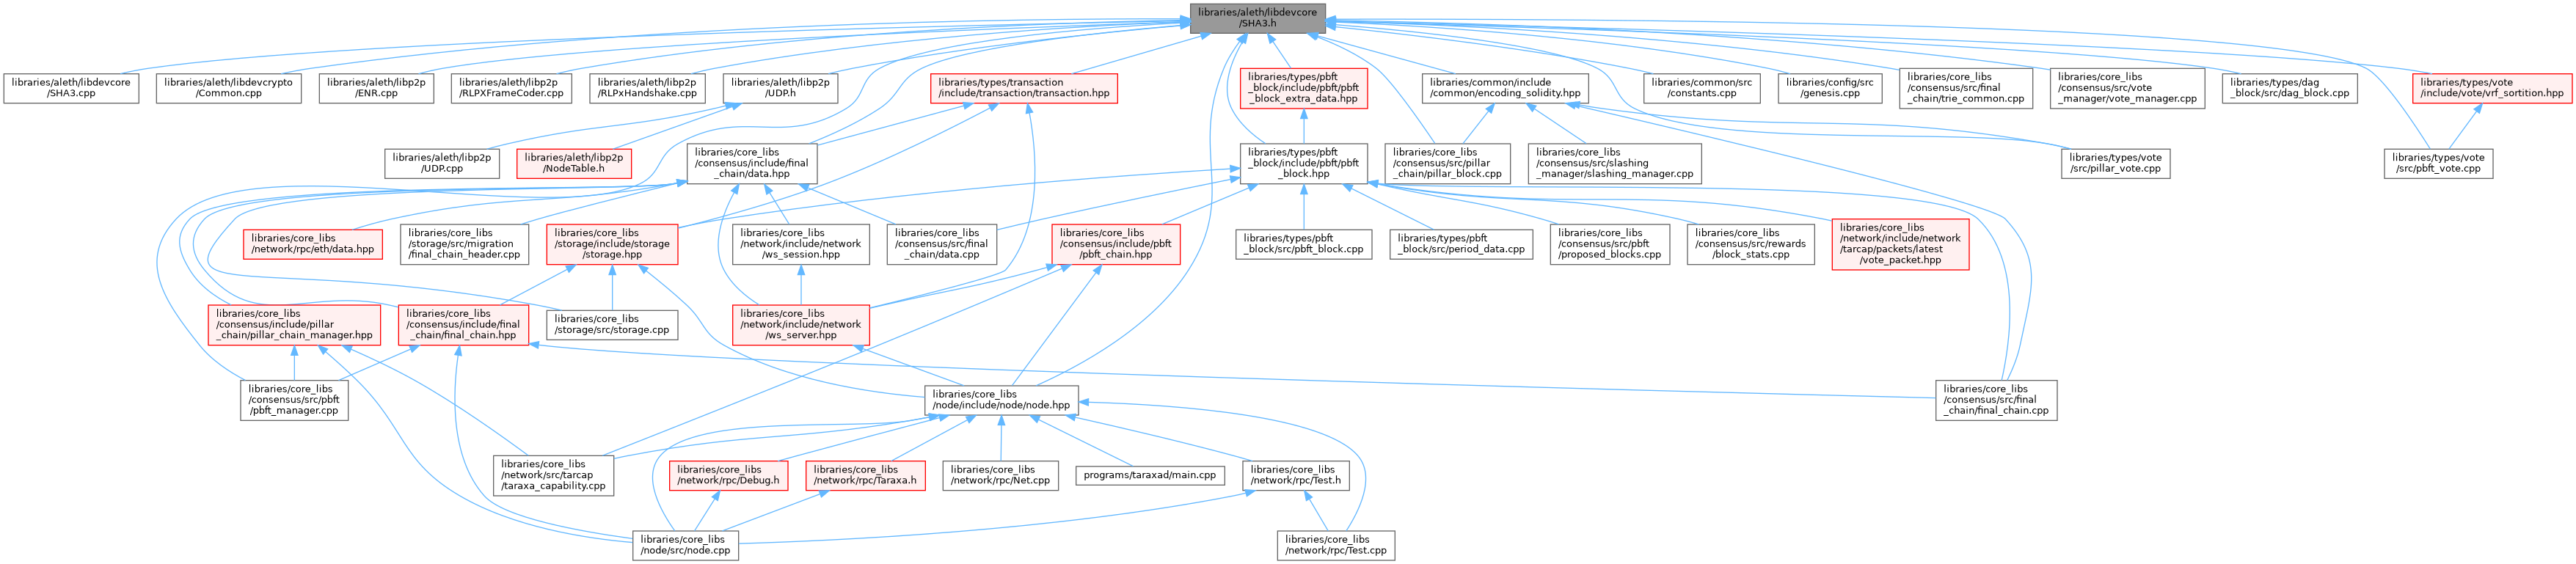 libraries/aleth/libdevcore
/SHA3.h
libraries/aleth/libdevcore
/SHA3.cpp
libraries/aleth/libdevcrypto
/Common.cpp
libraries/aleth/libp2p
/ENR.cpp
libraries/aleth/libp2p
/RLPXFrameCoder.cpp
libraries/aleth/libp2p
/RLPxHandshake.cpp
libraries/aleth/libp2p
/UDP.h
libraries/types/transaction
/include/transaction/transaction.hpp
libraries/types/pbft
_block/include/pbft/pbft
_block_extra_data.hpp
libraries/common/include
/common/encoding_solidity.hpp
libraries/common/src
/constants.cpp
libraries/config/src
/genesis.cpp
libraries/core_libs
/consensus/src/final
_chain/trie_common.cpp
libraries/core_libs
/consensus/src/vote
_manager/vote_manager.cpp
libraries/types/dag
_block/src/dag_block.cpp
libraries/types/vote
/include/vote/vrf_sortition.hpp
libraries/aleth/libp2p
/UDP.cpp
libraries/aleth/libp2p
/NodeTable.h
libraries/core_libs
/consensus/include/final
_chain/data.hpp
libraries/types/pbft
_block/include/pbft/pbft
_block.hpp
libraries/core_libs
/consensus/src/pillar
_chain/pillar_block.cpp
libraries/core_libs
/consensus/src/slashing
_manager/slashing_manager.cpp
libraries/types/vote
/src/pillar_vote.cpp
libraries/types/vote
/src/pbft_vote.cpp
libraries/core_libs
/network/rpc/eth/data.hpp
libraries/core_libs
/storage/src/migration
/final_chain_header.cpp
libraries/core_libs
/storage/include/storage
/storage.hpp
libraries/core_libs
/network/include/network
/ws_session.hpp
libraries/core_libs
/consensus/src/final
_chain/data.cpp
libraries/core_libs
/consensus/include/pbft
/pbft_chain.hpp
libraries/types/pbft
_block/src/pbft_block.cpp
libraries/types/pbft
_block/src/period_data.cpp
libraries/core_libs
/consensus/src/pbft
/proposed_blocks.cpp
libraries/core_libs
/consensus/src/rewards
/block_stats.cpp
libraries/core_libs
/network/include/network
/tarcap/packets/latest
/vote_packet.hpp
libraries/core_libs
/consensus/include/pillar
_chain/pillar_chain_manager.hpp
libraries/core_libs
/consensus/include/final
_chain/final_chain.hpp
libraries/core_libs
/storage/src/storage.cpp
libraries/core_libs
/network/include/network
/ws_server.hpp
libraries/core_libs
/consensus/src/pbft
/pbft_manager.cpp
libraries/core_libs
/node/include/node/node.hpp
libraries/core_libs
/consensus/src/final
_chain/final_chain.cpp
libraries/core_libs
/network/src/tarcap
/taraxa_capability.cpp
libraries/core_libs
/network/rpc/Debug.h
libraries/core_libs
/network/rpc/Taraxa.h
libraries/core_libs
/network/rpc/Net.cpp
programs/taraxad/main.cpp
libraries/core_libs
/network/rpc/Test.h
libraries/core_libs
/node/src/node.cpp
libraries/core_libs
/network/rpc/Test.cpp